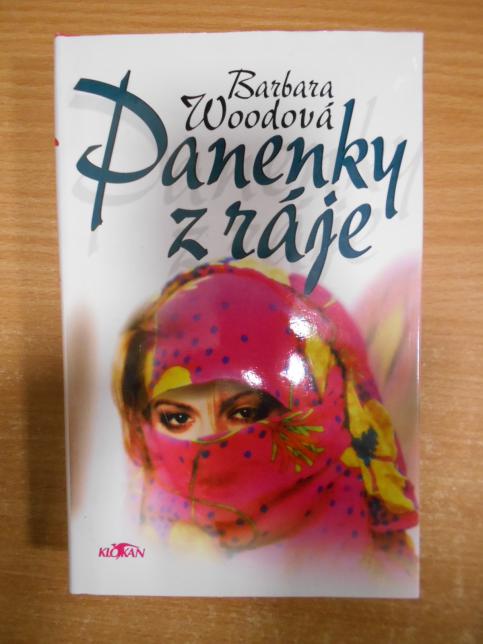 Barbara
Woodová
Panenky
z ráje
KLOKAN